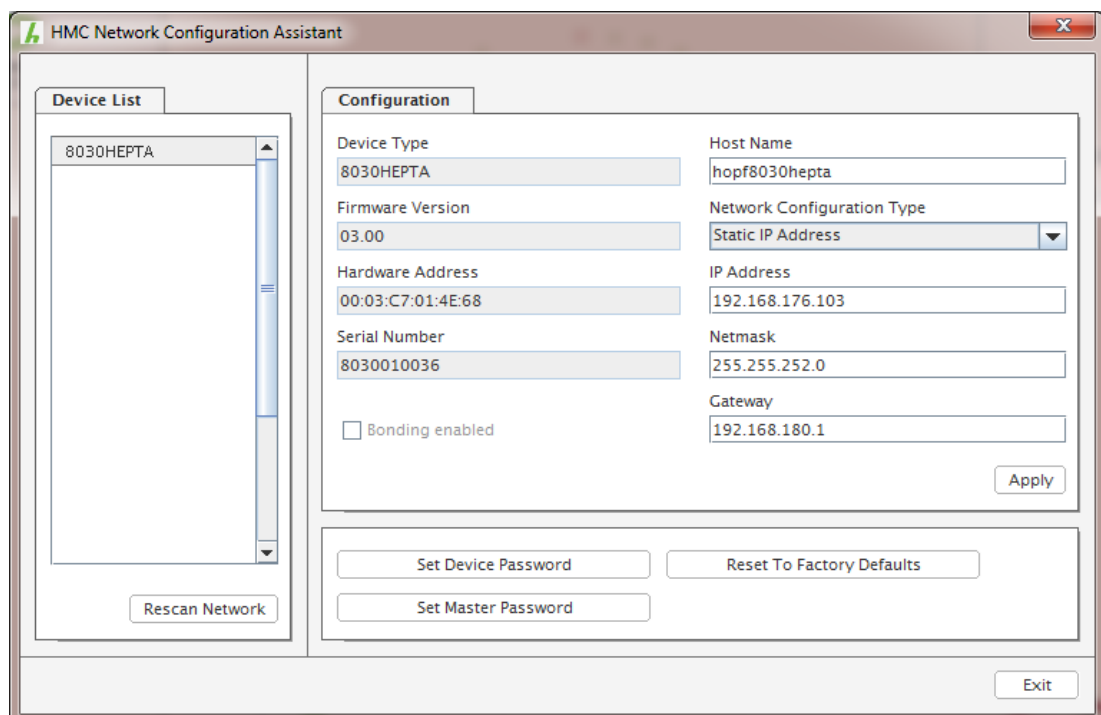 HMC Network Configuration Assistant
Device List
8030HEPTA
Rescan Network
Configuration
Device Type
8030HEPTA
Firmware Version
03.00
Hardware Address
00:03:C7:01:4E:68
Serial Number
8030010036
Bonding enabled
Host Name
hopf8030hepta
Network Configuration Type
Static IP Address
IP Address
192.168.176.103
Netmask
255.255.252.0
Gateway
192.168.180.1
Apply
Set Device Password
Reset To Factory Defaults
Set Master Password
Exit